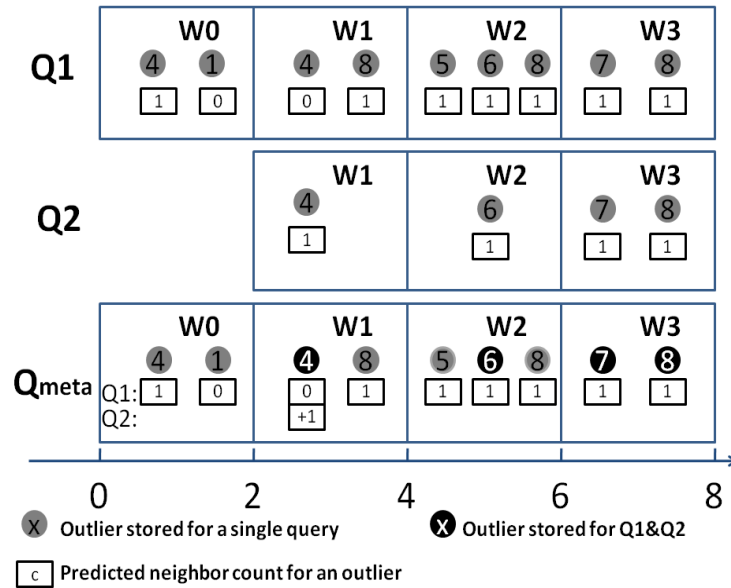 Q1
W0 W1 W2 W3
4 1 4 8 5 6 8 7 8
1 0 0 1 1 1 1 1 1
Q2
W1 W2 W3
4 6 7 8
1 1 1 1
Qmeta
W0 W1 W2 W3
4 1 4 8 5 6 8 7 8
Q1: 1 0 0 1 1 1 1 1 1
Q2: +1
0 2 4 6 8
X Outlier stored for a single query
X Outlier stored for Q1&Q2
c Predicted neighbor count for an outlier